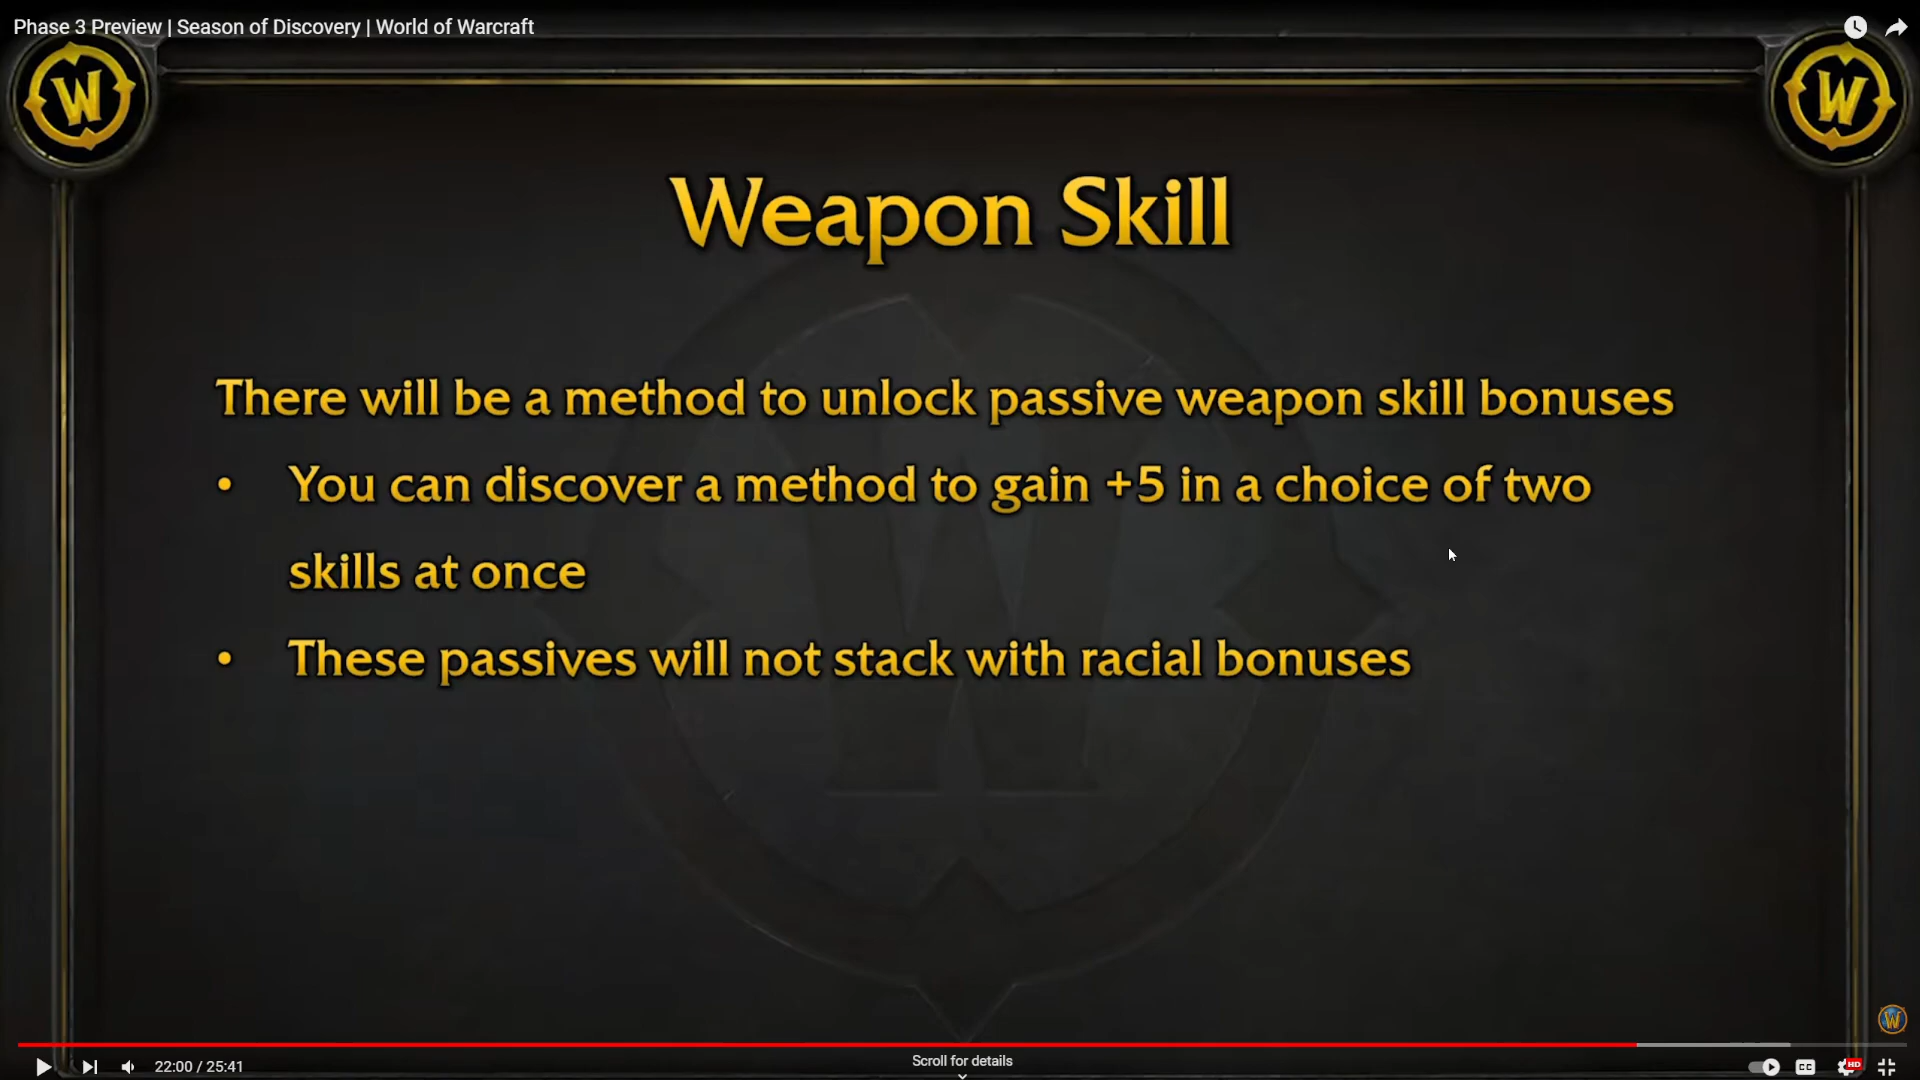 Phase 3 Preview | Season of Discovery | World of Warcraft
W
W
Weapon Skill
There will be a method to unlock passive weapon skill bonuses
• You can discover a method to gain +5 in a choice of two
skills at once
• These passives will not stack with racial bonuses
W
22:00 / 25:41
Scroll for details
CC
HD